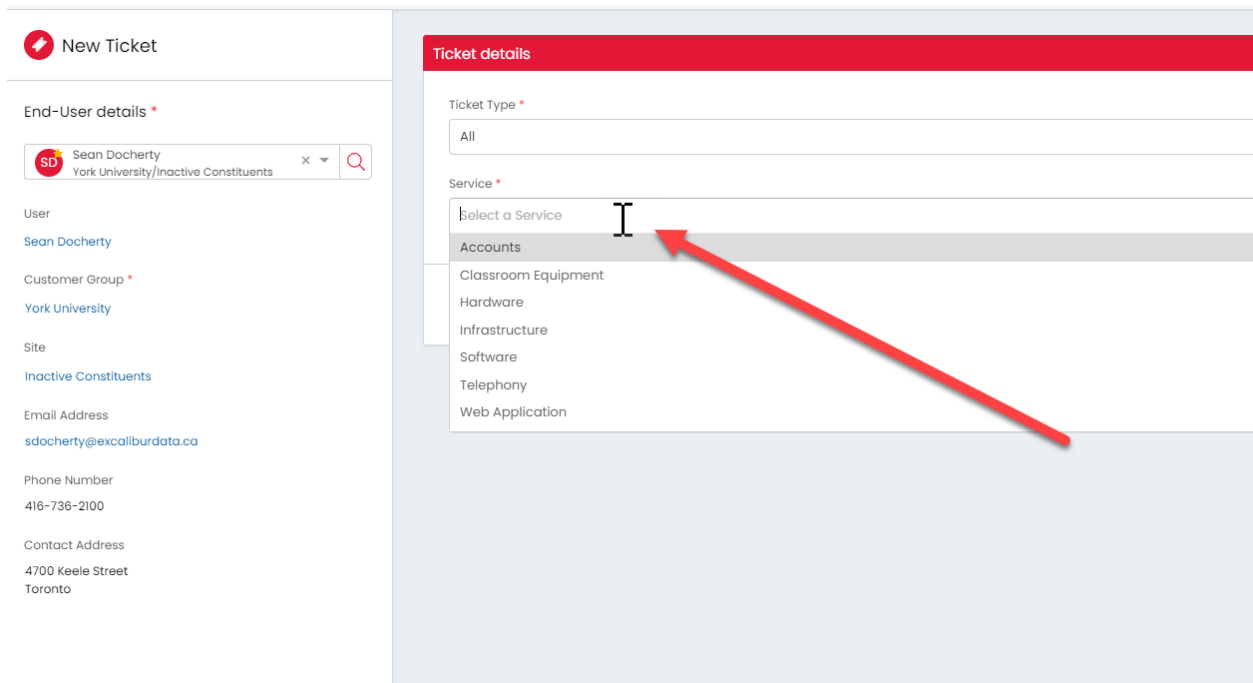 New Ticket
End-User details *
SD
Sean Docherty
York University/Inactive Constituents
User
Sean Docherty
Customer Group *
York University
Site
Inactive Constituents
Email Address
sdocherty@excaliburdata.ca
Phone Number
416-736-2100
Contact Address
4700 Keele Street
Toronto
Ticket details
Ticket Type *
All
Service *
Select a Service
Accounts
Classroom Equipment
Hardware
Infrastructure
Software
Telephony
Web Application